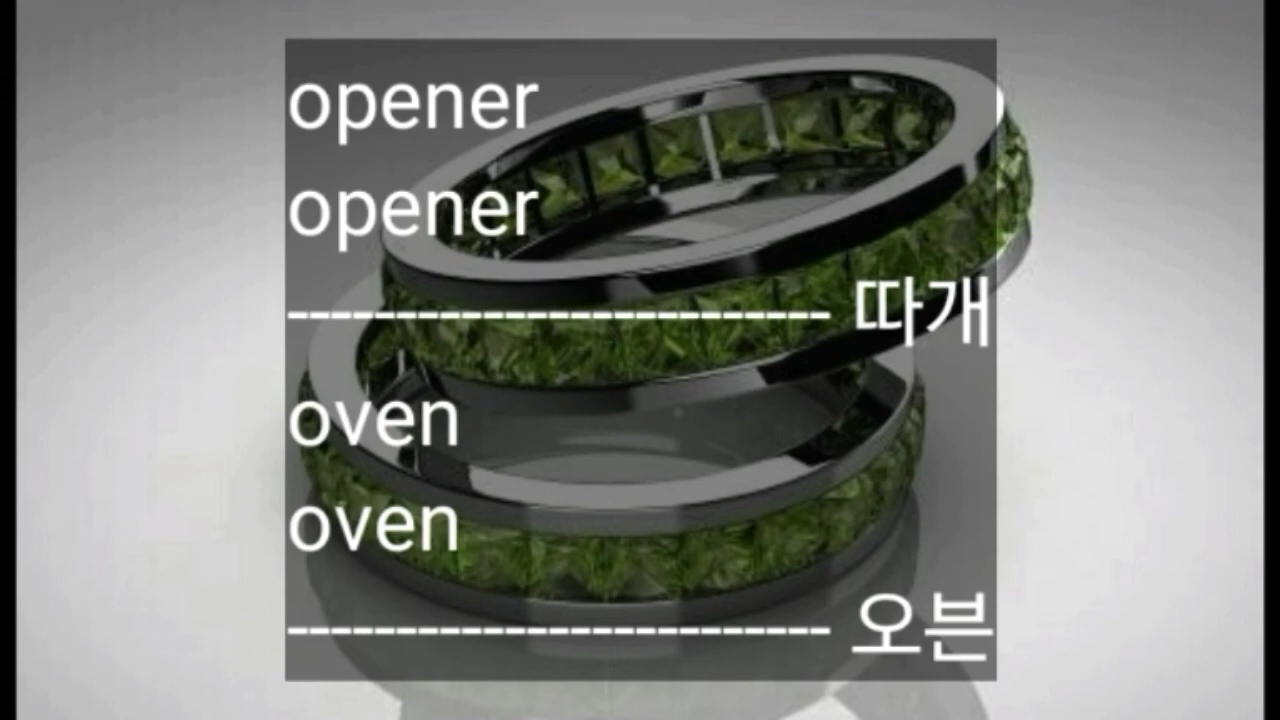 opener
opener
------------------------- 따개
oven
oven
------------------------- 오븐